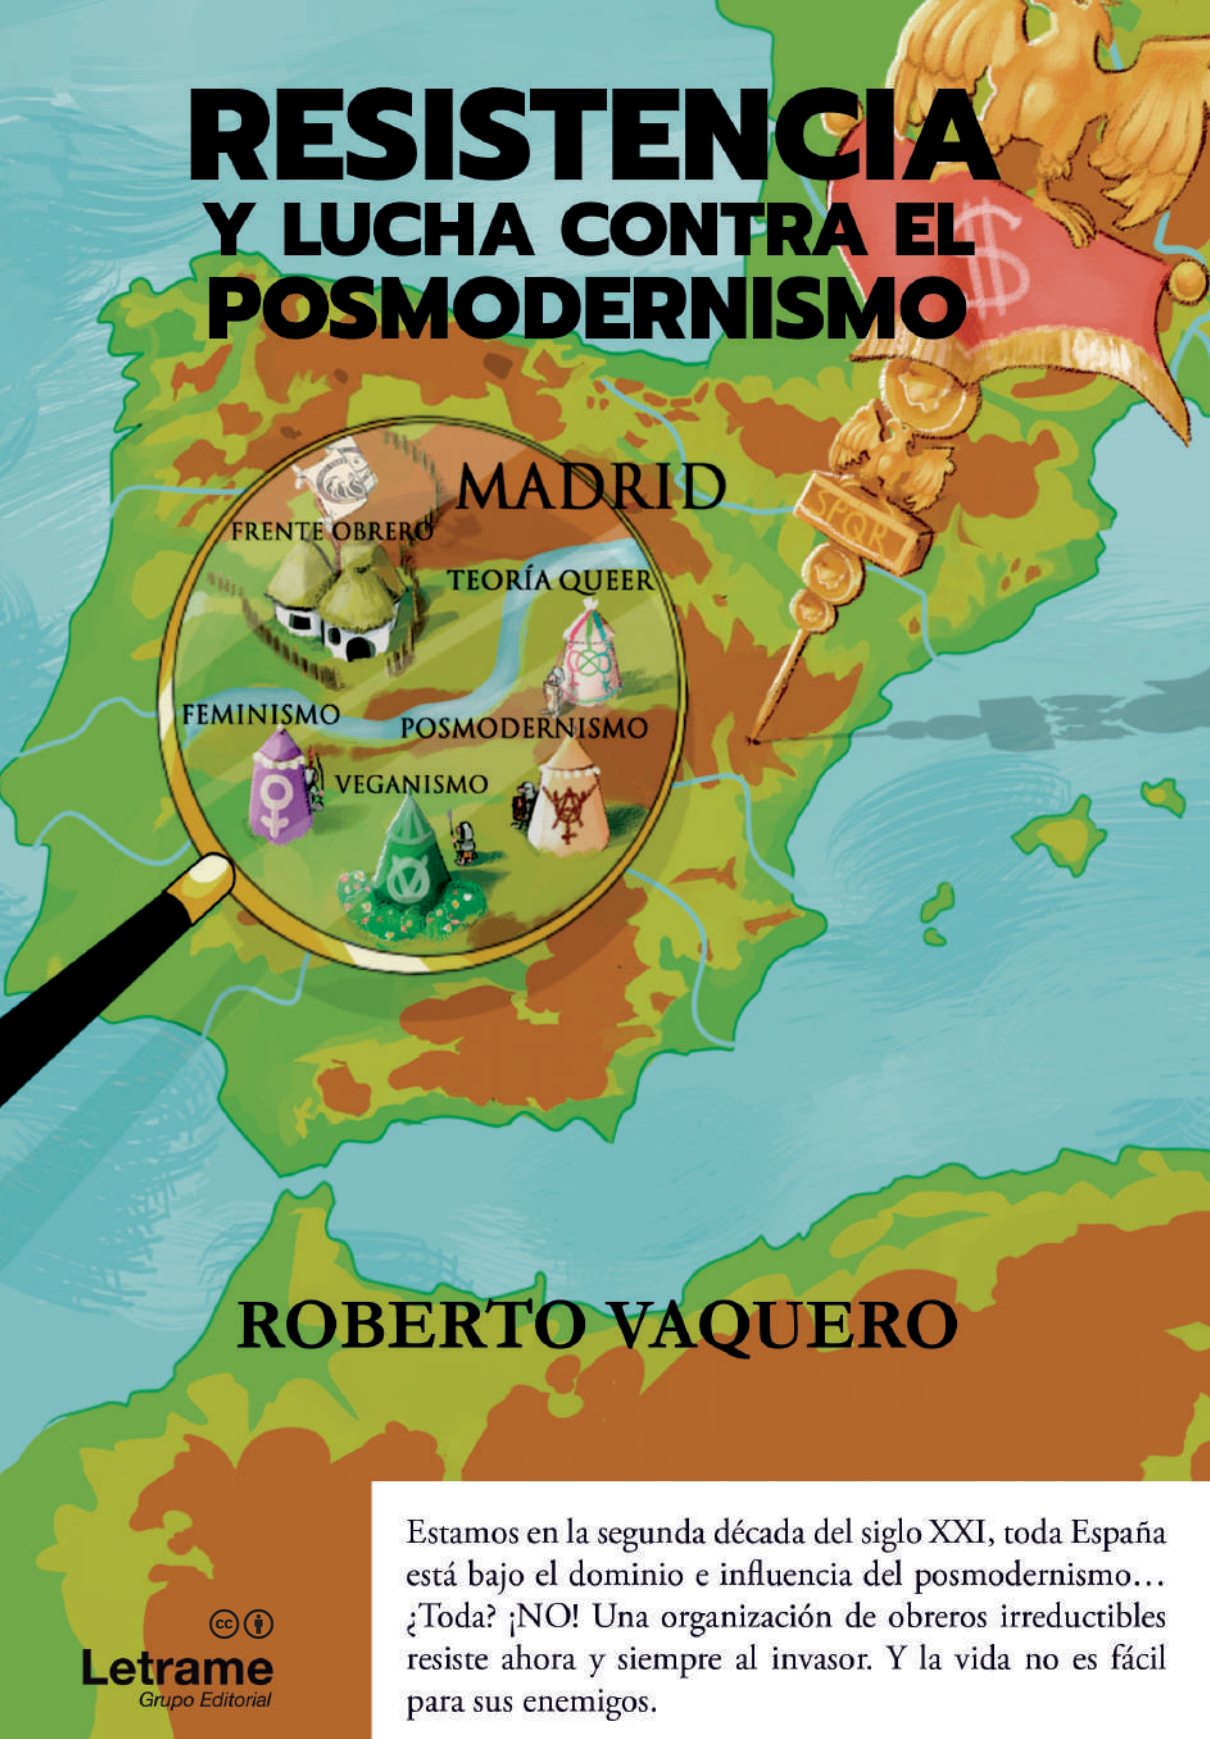 RESISTENCIA
Y LUCHA CONTRA EL
POSMODERNISMO
$
MADRID
FRENTE OBRERO
SPQR
TEORÍA QUEER
FEMINISMO
POSMODERNISMO
VEGANISMO
ROBERTO VAQUERO
Estamos en la segunda década del siglo XXI, toda España
está bajo el dominio e influencia del posmodernismo...
¿Toda? ¡NO! Una organización de obreros irreductibles
resiste ahora y siempre al invasor. Y la vida no es fácil
para sus enemigos.
cc
Letrame
Grupo Editorial